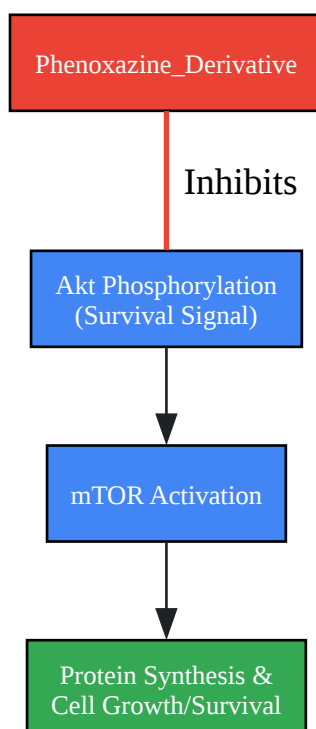 Phenoxazine_Derivative
Inhibits
Akt Phosphorylation
(Survival Signal)
mTOR Activation
Protein Synthesis &
Cell Growth/Survival